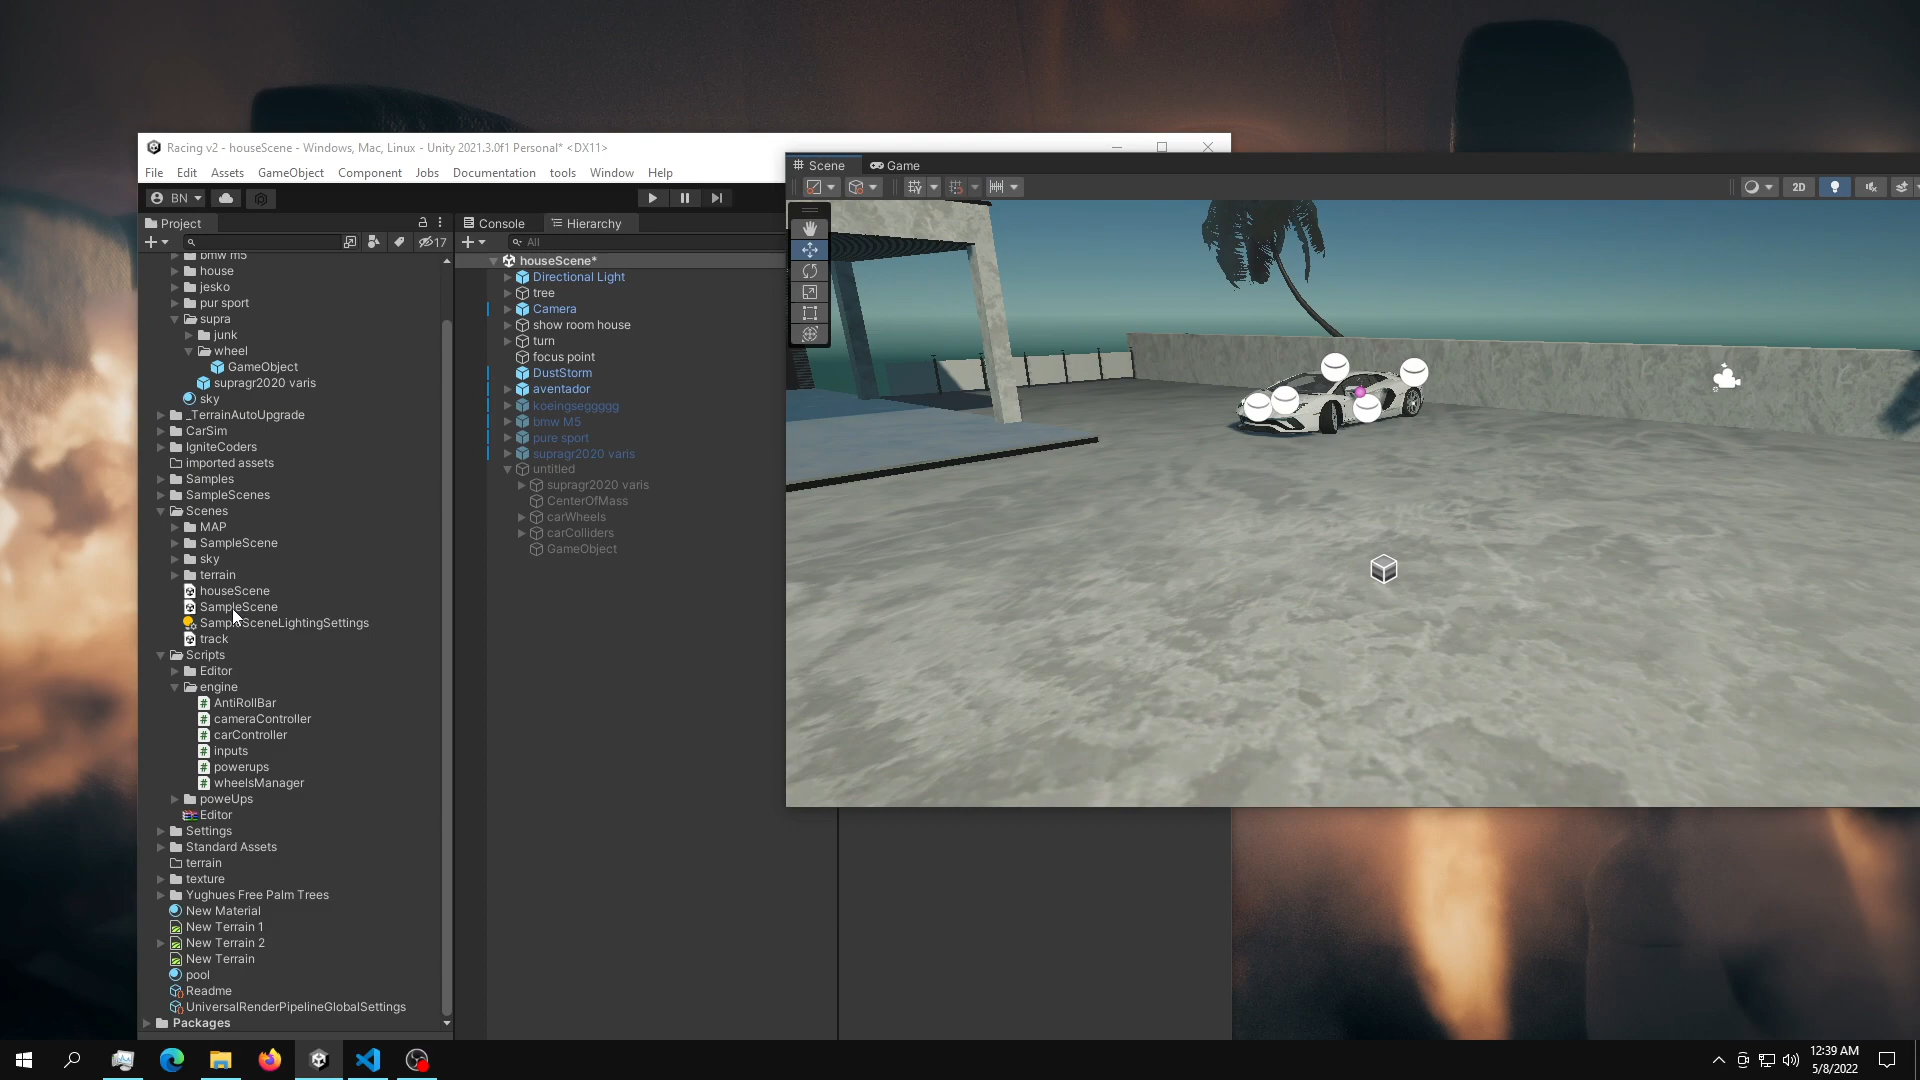 Racing v2 - houseScene - Windows, Mac, Linux - Unity 2021.3.0f1 Personal* <DX11>
File Edit Assets GameObject Component Jobs Documentation tools Window Help
BN
Project
17
bmw m5
house
jesko
pur sport
supra
junk
wheel
GameObject
supragr2020 varis
sky
_TerrainAutoUpgrade
CarSim
IgniteCoders
imported assets
Samples
SampleScenes
Scenes
MAP
SampleScene
sky
terrain
houseScene
SampleScene
SampleSceneLightingSettings
track
Scripts
Editor
engine
AntiRollBar
cameraController
carController
inputs
powerups
wheelsManager
poweUps
Editor
Settings
Standard Assets
terrain
texture
Yughues Free Palm Trees
New Material
New Terrain 1
New Terrain 2
New Terrain
pool
Readme
UniversalRenderPipelineGlobalSettings
Packages
Console Hierarchy
All
houseScene*
Directional Light
tree
Camera
show room house
turn
focus point
DustStorm
aventador
koeingseggggg
bmw M5
pure sport
supragr2020 varis
untitled
supragr2020 varis
CenterOfMass
carWheels
carColliders
GameObject
Scene Game
2D
12:39 AM
5/8/2022